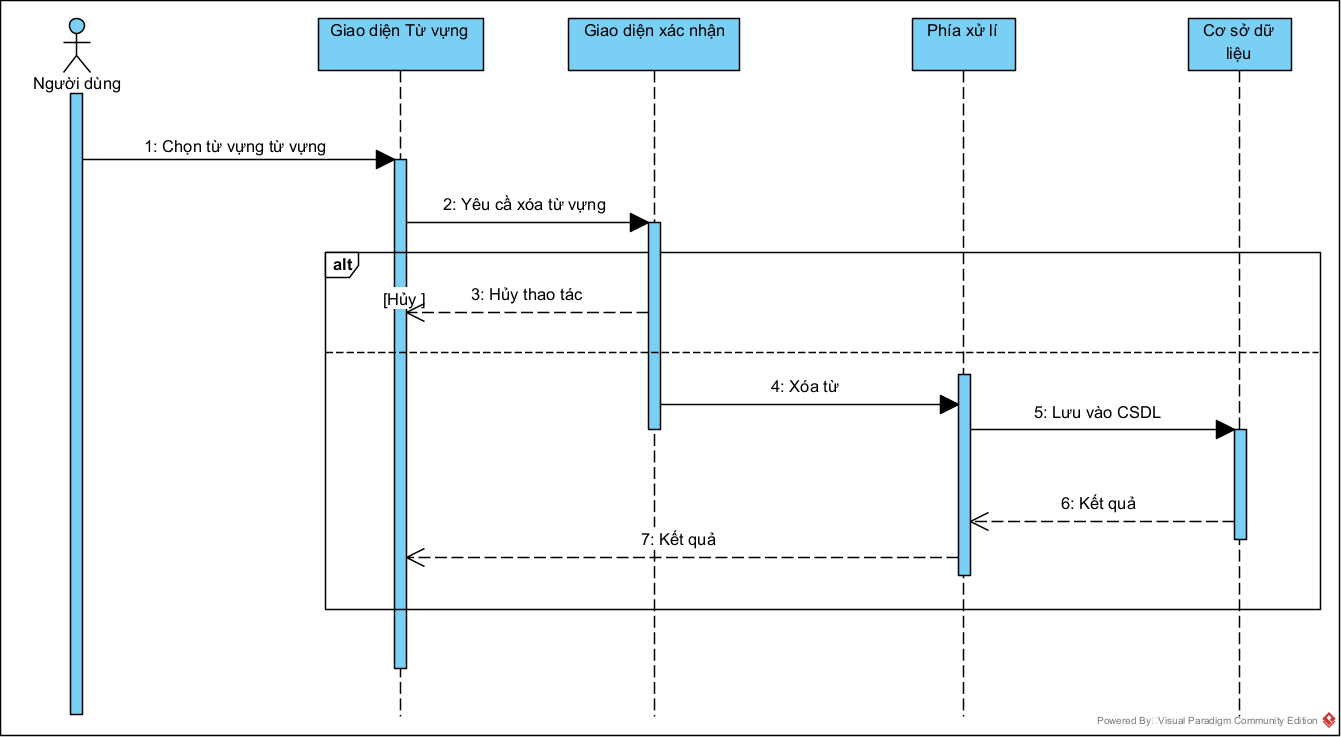 Giao diện Từ vựng
Giao diện xác nhận
Phía xử lí
Cơ sở dữ
liệu
Người dùng
1: Chọn từ vựng từ vựng
2: Yêu cầ xóa từ vựng
alt
[Hủy ]
3: Hủy thao tác
4: Xóa từ
5: Lưu vào CSDL
6: Kết quả
7: Kết quả
Powered By Visual Paradigm Community Edition